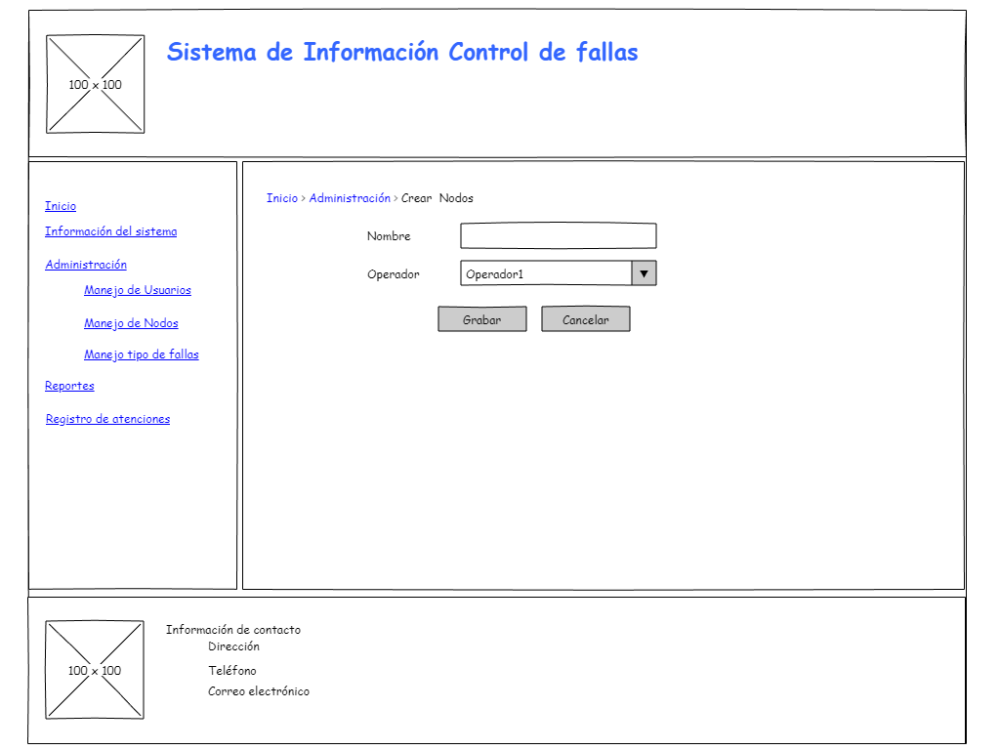 100 x 100
Sistema de Información Control de fallas
Inicio
Información del sistema
Administración
Manejo de Usuarios
Manejo de Nodos
Manejo tipo de fallas
Reportes
Registro de atenciones
Inicio > Administración > Crear Nodos
Nombre
Operador Operador1
Grabar Cancelar
100 x 100
Información de contacto
Dirección
Teléfono
Correo electrónico